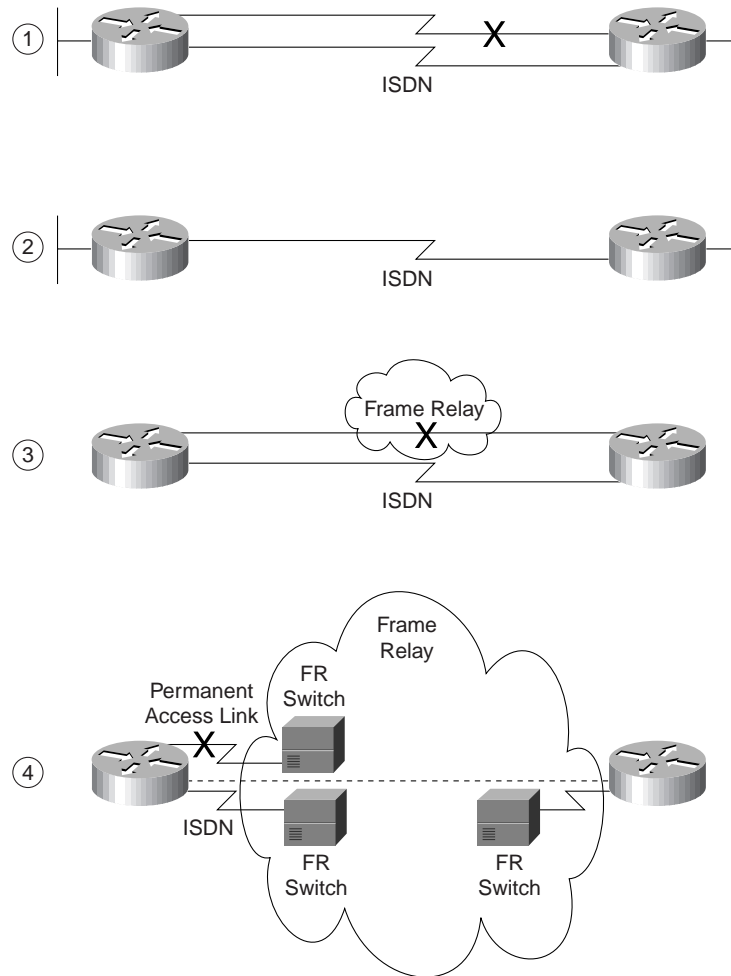 1
X
ISDN
2
ISDN
3
Frame Relay
X
ISDN
Frame
Relay
FR
Switch
Permanent
Access Link
X
4
ISDN
FR
Switch
FR
Switch